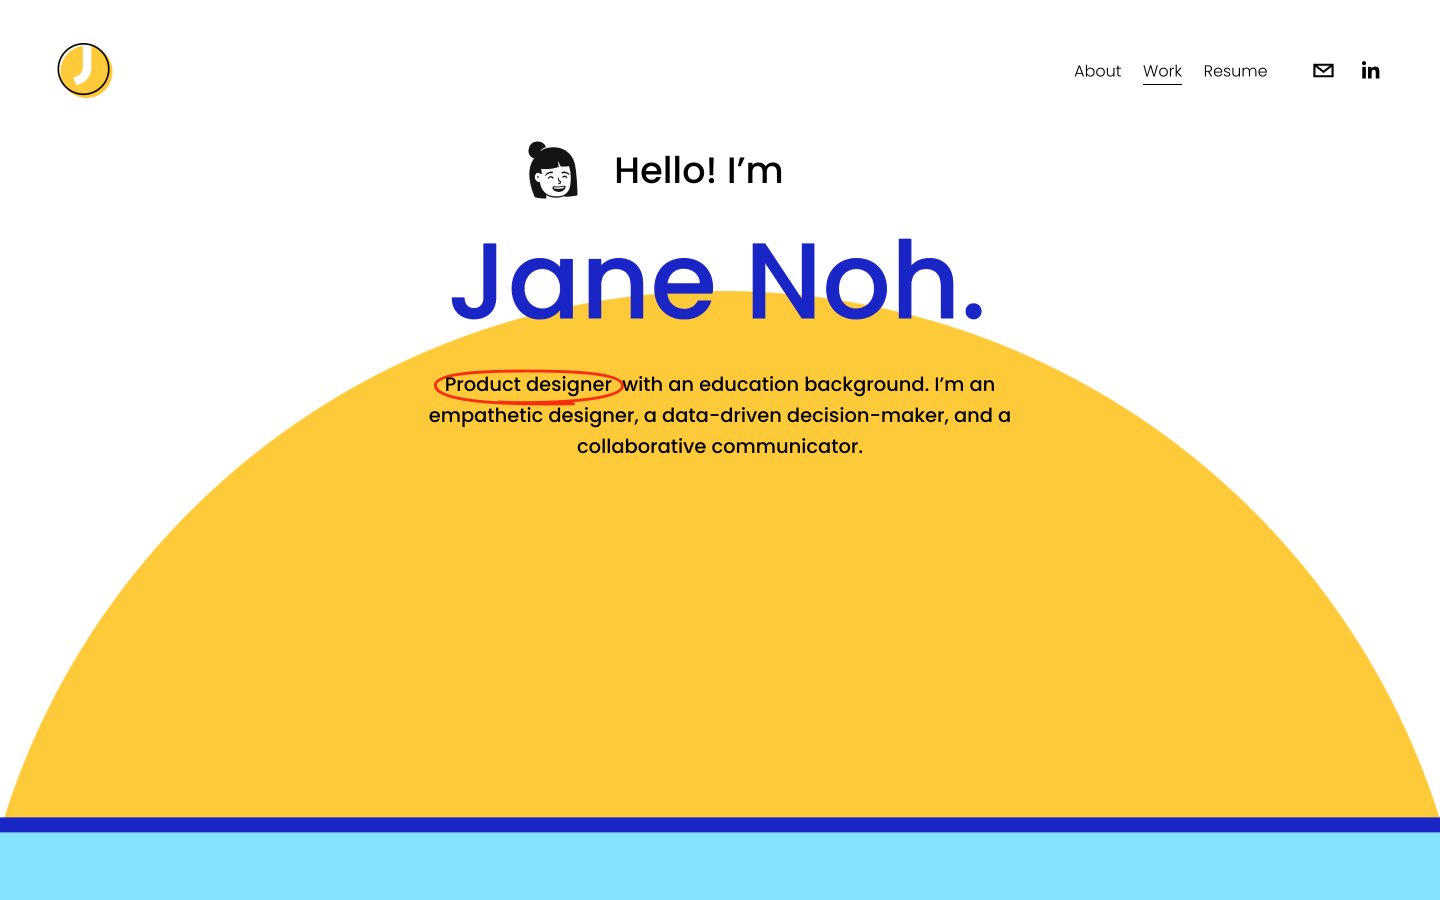 J
About Work Resume in
Hello! I’m
Jane Noh.
Product designer with an education background. I’m an
empathetic designer, a data-driven decision-maker, and a
collaborative communicator.